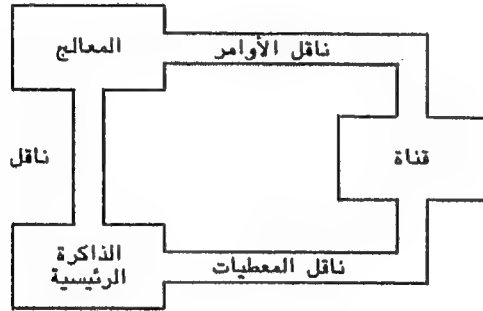 المعالج
ناقل الأوامر
ناقل
قناة
الذاكرة
الرئيسية
ناقل المعطيات